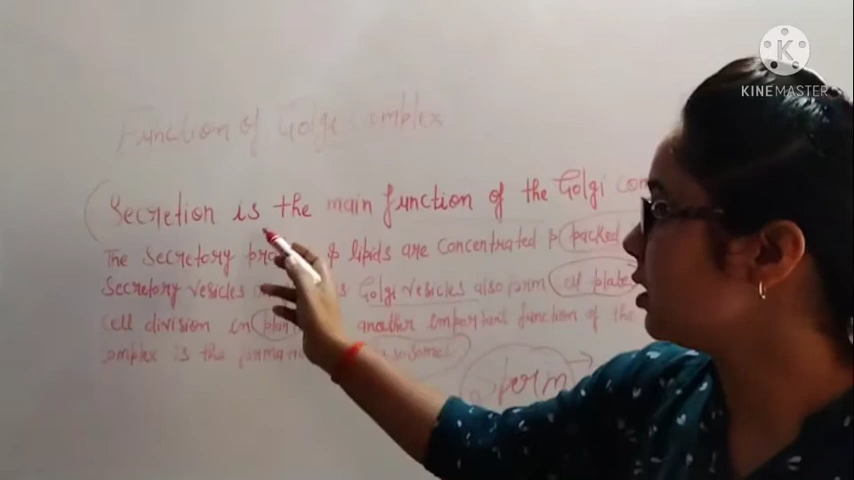 KINEMASTER
Function of Golgi complex
Secretion is the main function of the Golgi com
The secretory lipids are concentrated packed
Secretory vesicles Golgi vesicles also form cell plate
cell division in another important function of the
omplex is the
Sperm